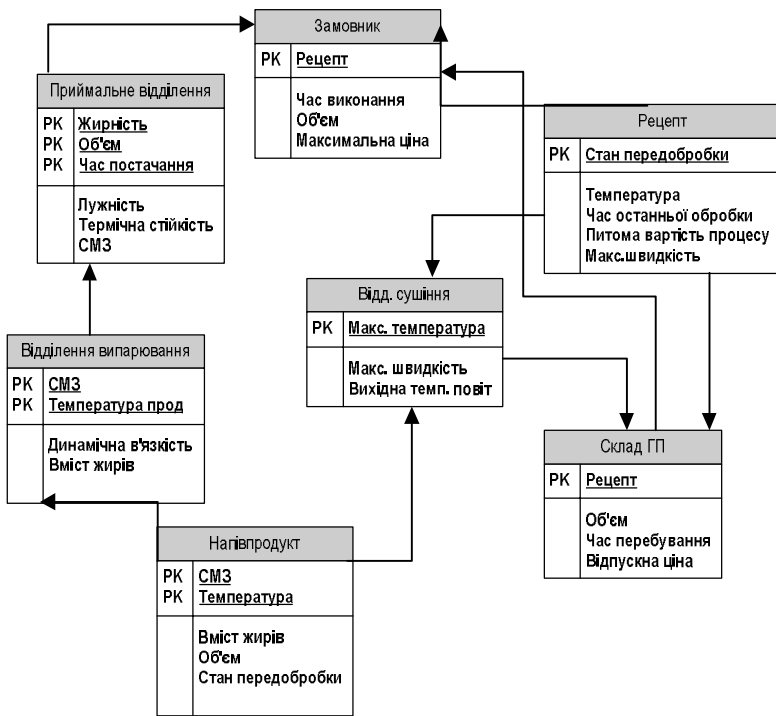 Замовник
PK Рецепт
Час виконання
Об'єм
Максимальна ціна
Приймальне відділення
PK Жирність
PK Об'єм
PK Час постачання
Лужність
Термічна стійкість
СМЗ
Рецепт
PK Стан передобробки
Температура
Час останньої обробки
Питома вартість процесу
Макс.швидкість
Відд. сушіння
PK Макс. температура
Макс. швидкість
Вихідна темп. повіт
Відділення випарювання
PK СМЗ
PK Температура прод
Динамічна в'язкість
Вміст жирів
Склад ГП
PK Рецепт
Об'єм
Час перебування
Відпускна ціна
Напівпродукт
PK СМЗ
PK Температура
Вміст жирів
Об'єм
Стан передобробки